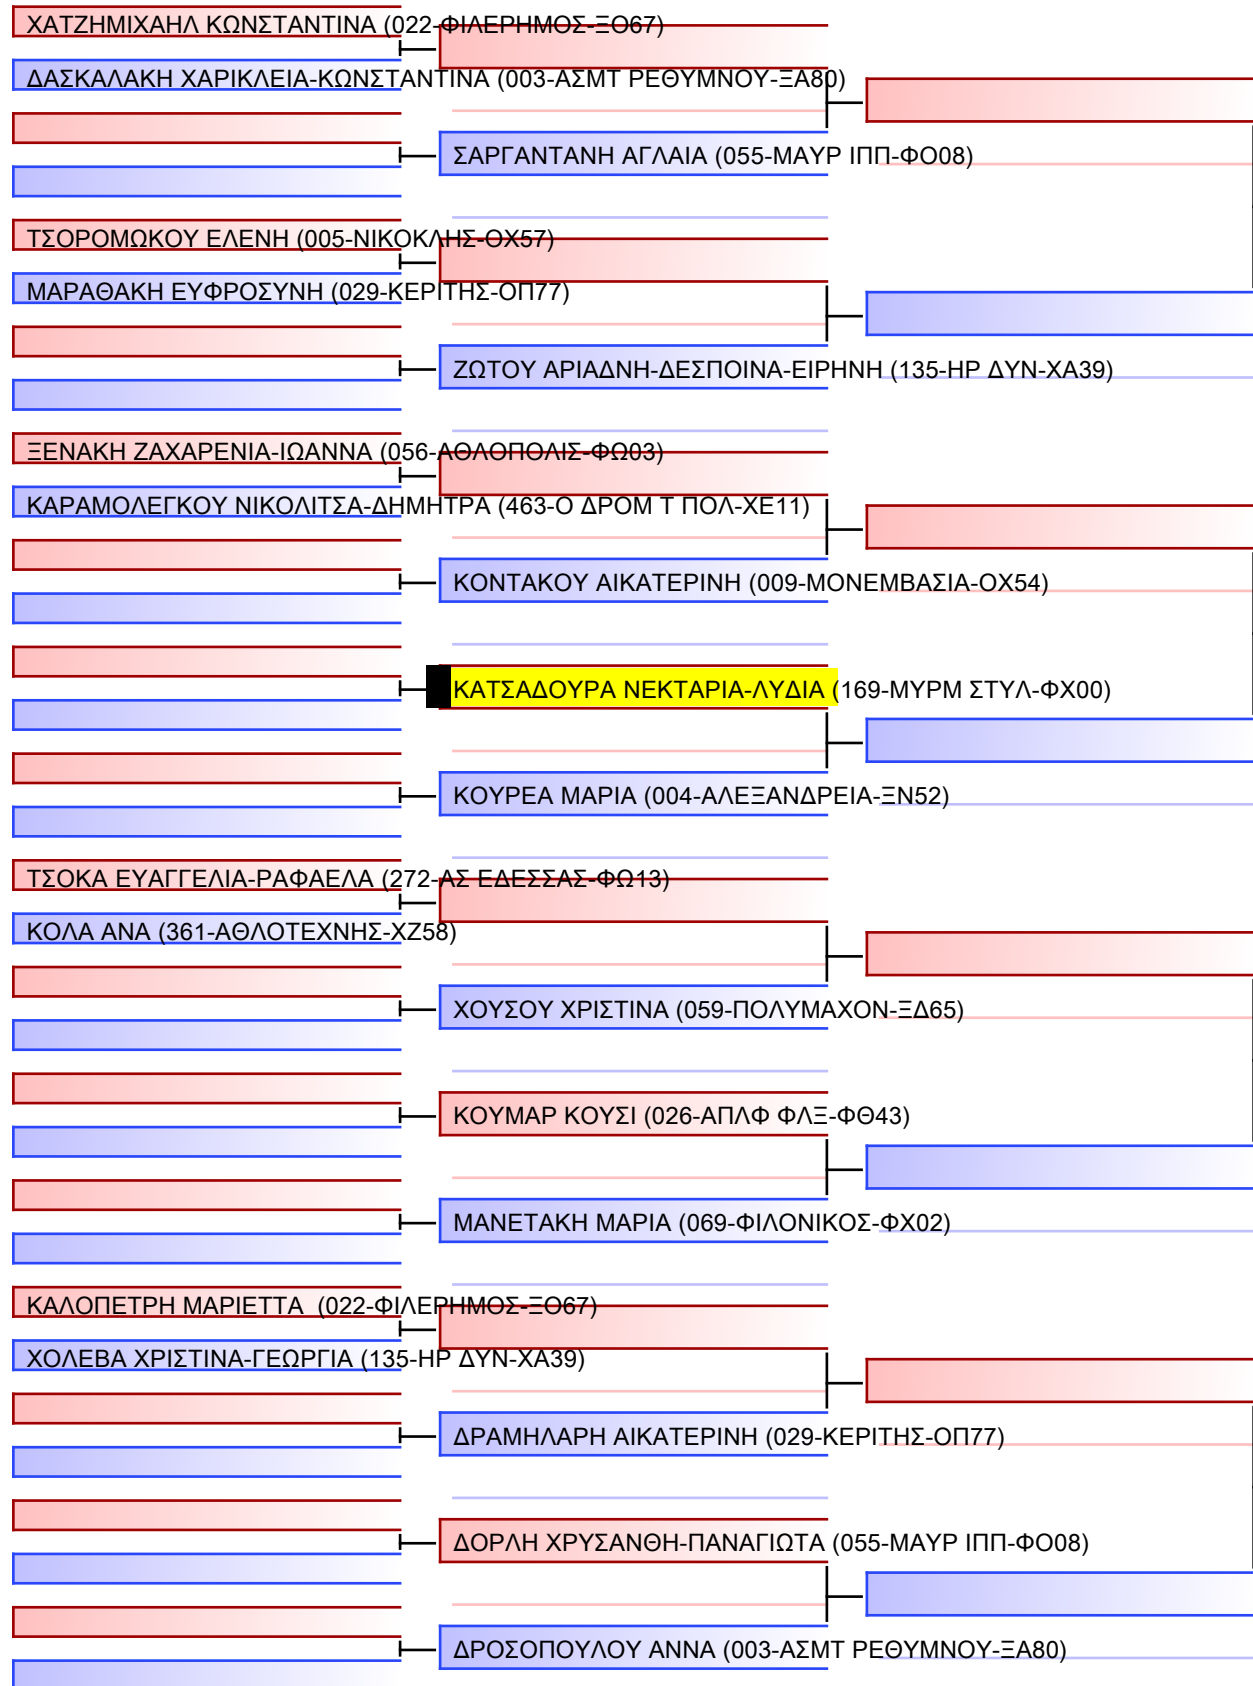 ΧΑΤΖΗΜΙΧΑΗΛ ΚΩΝΣΤΑΝΤΙΝΑ (022-ΦΙΛΕΡΗΜΟΣ-ΞΟ67)
ΔΑΣΚΑΛΑΚΗ ΧΑΡΙΚΛΕΙΑ-ΚΩΝΣΤΑΝΤΙΝΑ (003-ΑΣΜΤ ΡΕΘΥΜΝΟΥ-ΞΑ80)
ΣΑΡΓΑΝΤΑΝΗ ΑΓΛΑΙΑ (055-ΜΑΥΡ ΙΠΠ-ΦΟ08)
ΤΣΟΡΟΜΩΚΟΥ ΕΛΕΝΗ (005-ΝΙΚΟΚΛΗΣ-ΟΧ57)
ΜΑΡΑΘΑΚΗ ΕΥΦΡΟΣΥΝΗ (029-ΚΕΡΙΤΗΣ-ΟΠ77)
ΖΩΤΟΥ ΑΡΙΑΔΝΗ-ΔΕΣΠΟΙΝΑ-ΕΙΡΗΝΗ (135-ΗΡ ΔΥΝ-ΧΑ39)
ΞΕΝΑΚΗ ΖΑΧΑΡΕΝΙΑ-ΙΩΑΝΝΑ (056-ΑΘΛΟΠΟΛΙΣ-ΦΩ03)
ΚΑΡΑΜΟΛΕΓΚΟΥ ΝΙΚΟΛΙΤΣΑ-ΔΗΜΗΤΡΑ (463-Ο ΔΡΟΜ Τ ΠΟΛ-ΧΕ11)
ΚΟΝΤΑΚΟΥ ΑΙΚΑΤΕΡΙΝΗ (009-ΜΟΝΕΜΒΑΣΙΑ-ΟΧ54)
ΚΑΤΣΑΔΟΥΡΑ ΝΕΚΤΑΡΙΑ-ΛΥΔΙΑ (169-ΜΥΡΜ ΣΤΥΛ-ΦΧ00)
ΚΟΥΡΕΑ ΜΑΡΙΑ (004-ΑΛΕΞΑΝΔΡΕΙΑ-ΞΝ52)
ΤΣΟΚΑ ΕΥΑΓΓΕΛΙΑ-ΡΑΦΑΕΛΑ (272-ΑΣ ΕΔΕΣΣΑΣ-ΦΩ13)
ΚΟΛΑ ΑΝΑ (361-ΑΘΛΟΤΕΧΝΗΣ-ΧΖ58)
ΧΟΥΣΟΥ ΧΡΙΣΤΙΝΑ (059-ΠΟΛΥΜΑΧΟΝ-ΞΔ65)
ΚΟΥΜΑΡ ΚΟΥΣΙ (026-ΑΠΛΦ ΦΛΞ-ΦΘ43)
ΜΑΝΕΤΑΚΗ ΜΑΡΙΑ (069-ΦΙΛΟΝΙΚΟΣ-ΦΧ02)
ΚΑΛΟΠΕΤΡΗ ΜΑΡΙΕΤΤΑ  (022-ΦΙΛΕΡΗΜΟΣ-ΞΟ67)
ΧΟΛΕΒΑ ΧΡΙΣΤΙΝΑ-ΓΕΩΡΓΙΑ (135-ΗΡ ΔΥΝ-ΧΑ39)
ΔΡΑΜΗΛΑΡΗ ΑΙΚΑΤΕΡΙΝΗ (029-ΚΕΡΙΤΗΣ-ΟΠ77)
ΔΟΡΛΗ ΧΡΥΣΑΝΘΗ-ΠΑΝΑΓΙΩΤΑ (055-ΜΑΥΡ ΙΠΠ-ΦΟ08)
ΔΡΟΣΟΠΟΥΛΟΥ ΑΝΝΑ (003-ΑΣΜΤ ΡΕΘΥΜΝΟΥ-ΞΑ80)